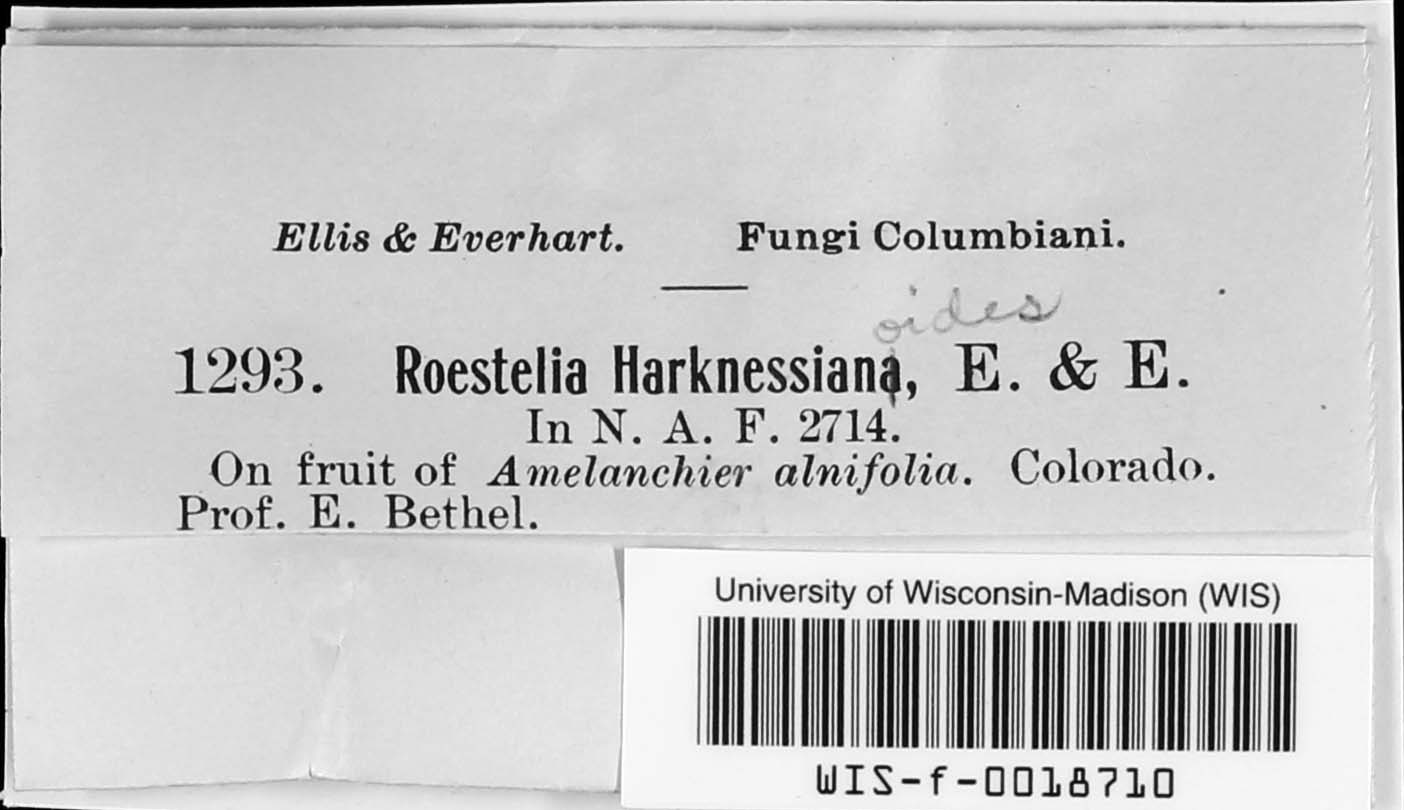 Ellis & Everhart. Fungi Columbiani.
oides
1293. Roestelia Harknessiana, E. & E.
In N. A. F. 2714.
On fruit of Amelanchier alnifolia. Colorado.
Prof. E. Bethel.
University of Wisconsin-Madison (WIS)
WIS-f-0018710